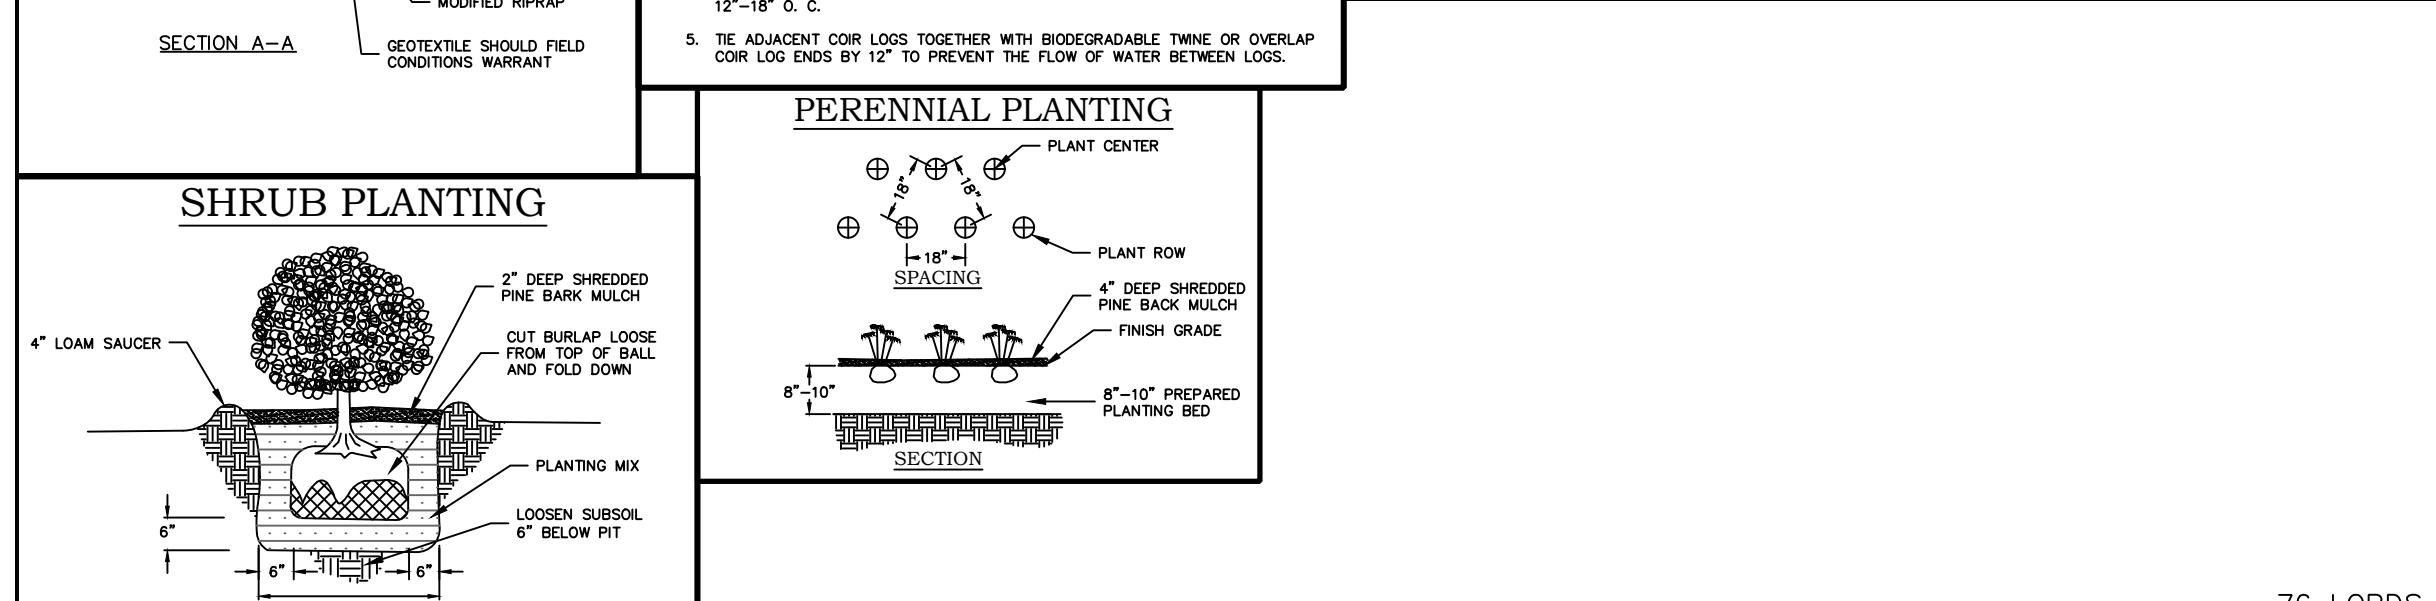 MODIFIED RIPRAP
SECTION A-A
GEOTEXTILE SHOULD FIELD
CONDITIONS WARRANT
12"-18" O. C.
5. TIE ADJACENT COIR LOGS TOGETHER WITH BIODEGRADABLE TWINE OR OVERLAP
COIR LOG ENDS BY 12" TO PREVENT THE FLOW OF WATER BETWEEN LOGS.
PERENNIAL PLANTING
PLANT CENTER
18"
18"
PLANT ROW
18"
SPACING
4" DEEP SHREDDED
PINE BACK MULCH
FINISH GRADE
8"-10"
8"-10" PREPARED
PLANTING BED
SECTION
SHRUB PLANTING
2" DEEP SHREDDED
PINE BARK MULCH
4" LOAM SAUCER
CUT BURLAP LOOSE
FROM TOP OF BALL
AND FOLD DOWN
PLANTING MIX
LOOSEN SUBSOIL
6" BELOW PIT
6"
6"
6"
76 LORDS